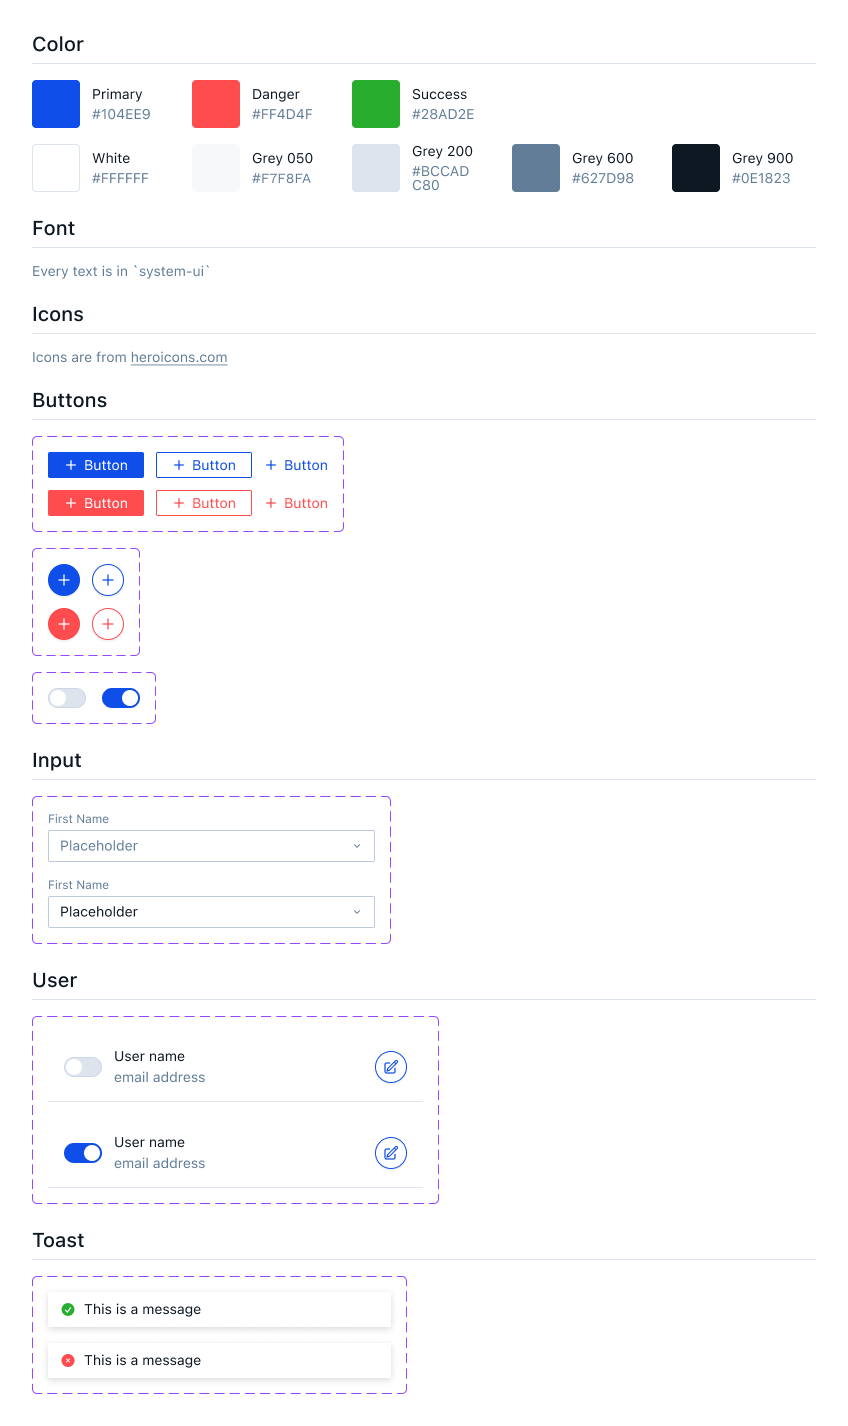 Color
Primary
#104EE9
Danger
#FF4D4F
Success
#28AD2E
White
#FFFFFF
Grey 050
#F7F8FA
Grey 200
#BCCAD
C80
Grey 600
#627D98
Grey 900
#0E1823
Font
Every text is in `system-ui`
Icons
Icons are from heroicons.com
Buttons
Button
Button
Button
Button
Button
Button
Input
First Name
Placeholder
First Name
Placeholder
User
User name
email address
User name
email address
Toast
This is a message
This is a message